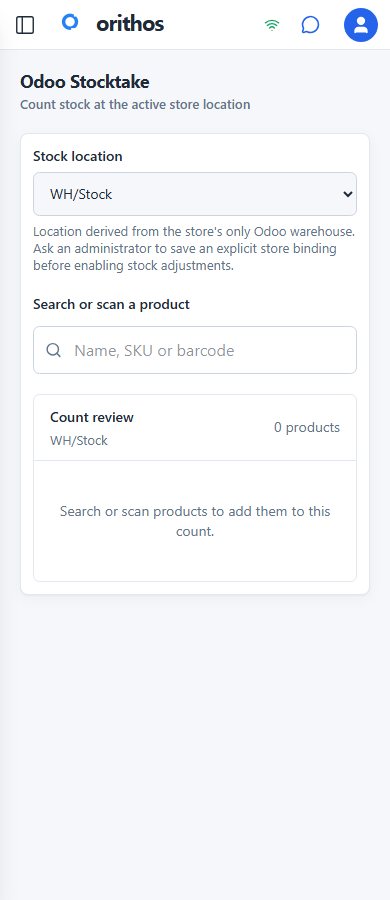 orithos
Odoo Stocktake
Count stock at the active store location
Stock location
WH/Stock
Location derived from the store's only Odoo warehouse.
Ask an administrator to save an explicit store binding
before enabling stock adjustments.
Search or scan a product
Name, SKU or barcode
Count review
WH/Stock
0 products
Search or scan products to add them to this
count.